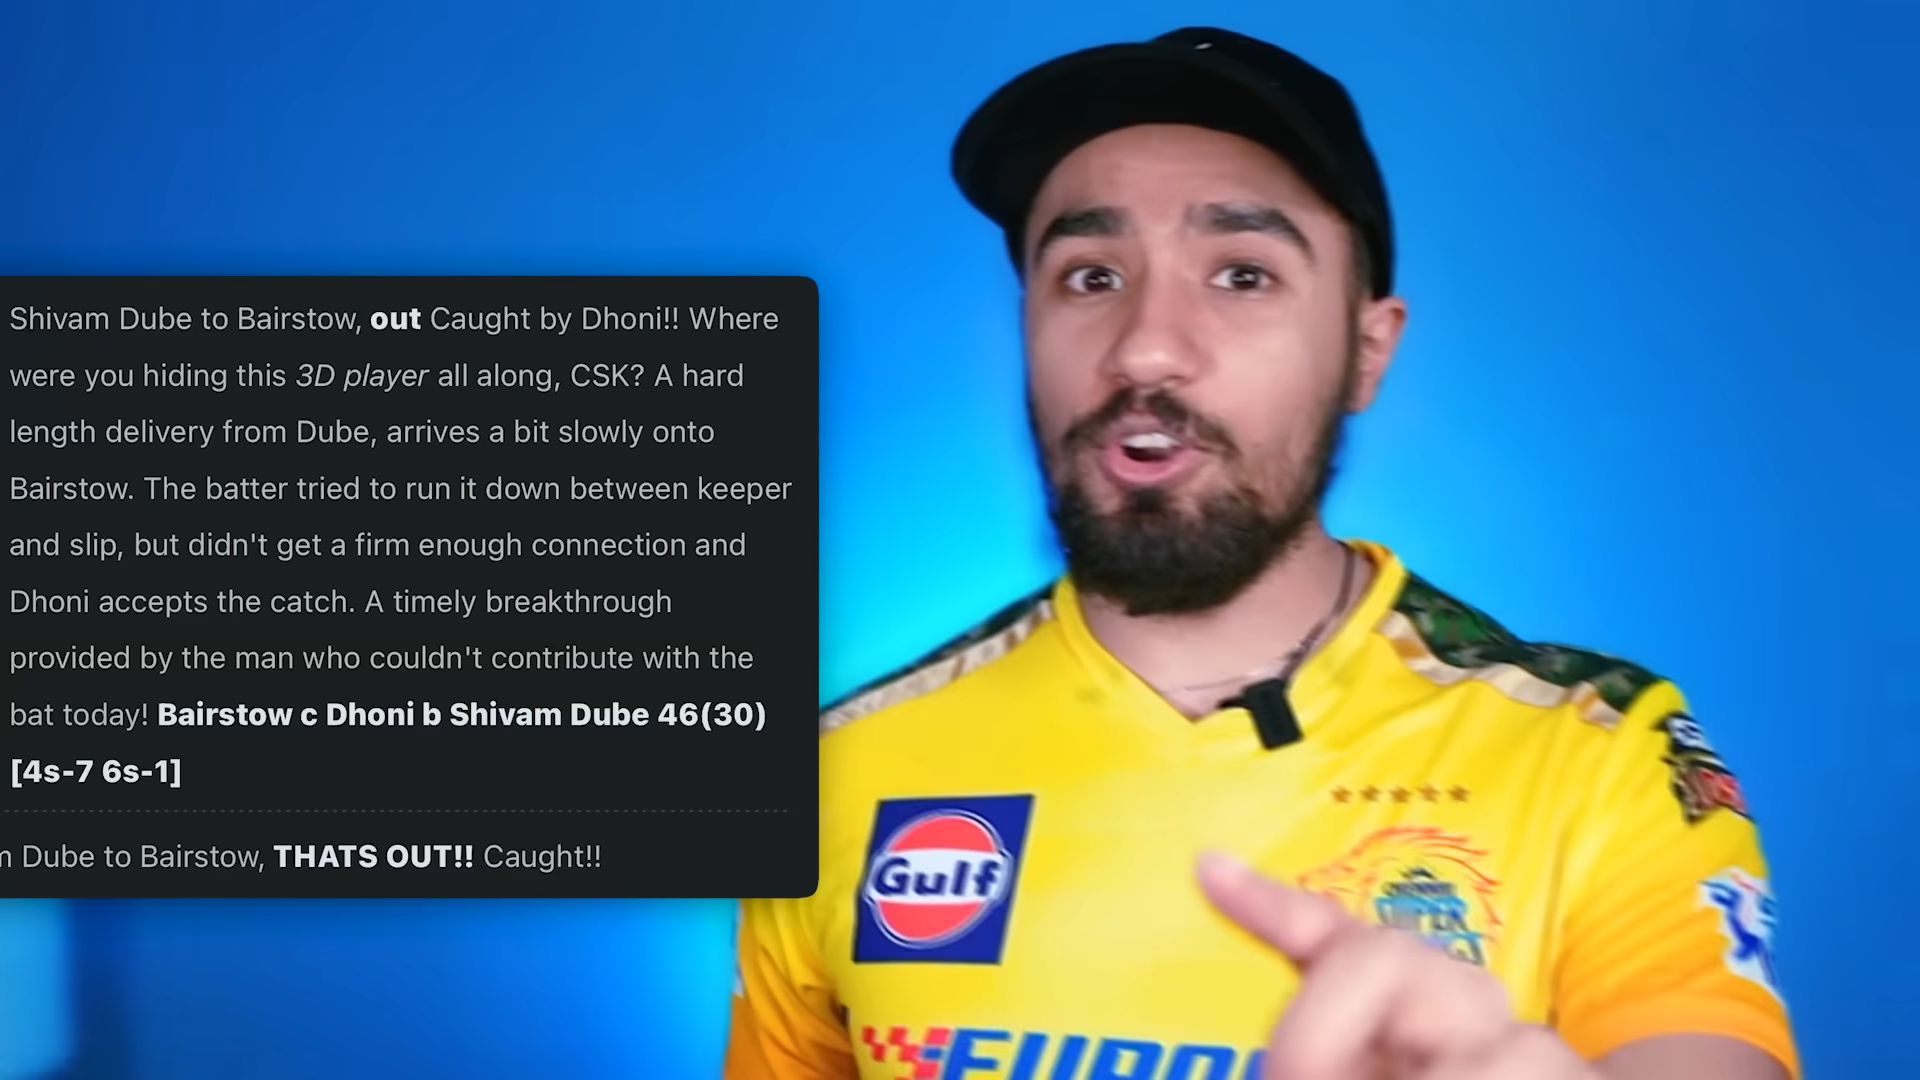 Shivam Dube to Bairstow, out Caught by Dhoni!! Where
were you hiding this 3D player all along, CSK? A hard
length delivery from Dube, arrives a bit slowly onto
Bairstow. The batter tried to run it down between keeper
and slip, but didn't get a firm enough connection and
Dhoni accepts the catch. A timely breakthrough
provided by the man who couldn't contribute with the
bat today! Bairstow c Dhoni b Shivam Dube 46(30)
[4s-7 6s-1]
Dube to Bairstow, THATS OUT!! Caught!!
Gulf
SUPER